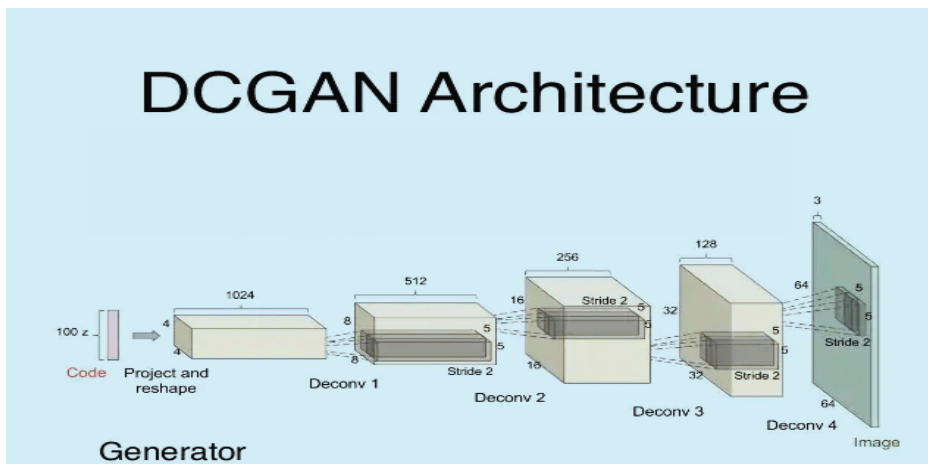 DCGAN Architecture
3
128
256
512
1024
64
5
5
Stride 2
16
Stride 2
5
5
32
8
5
5
Stride 2
100 z
4
4
8
16
5
5
Stride 2
32
64
Code
Project and
reshape
Deconv 1
Deconv 2
Deconv 3
Deconv 4
Image
Generator